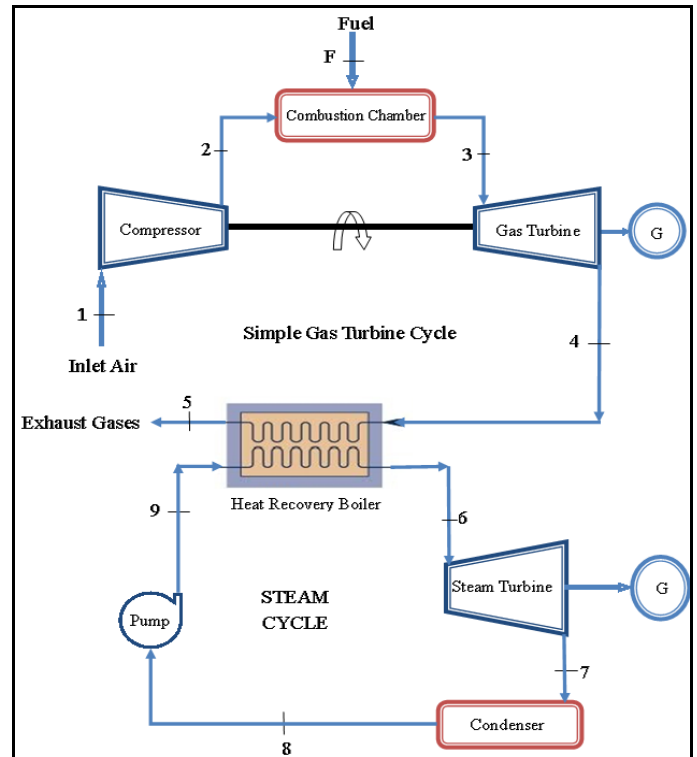 Fuel
F
Combustion Chamber
2
3
Compressor
Gas Turbine
G
1
Simple Gas Turbine Cycle
4
Inlet Air
5
Exhaust Gases
Heat Recovery Boiler
9
6
Steam Turbine
G
STEAM
CYCLE
Pump
7
Condenser
8